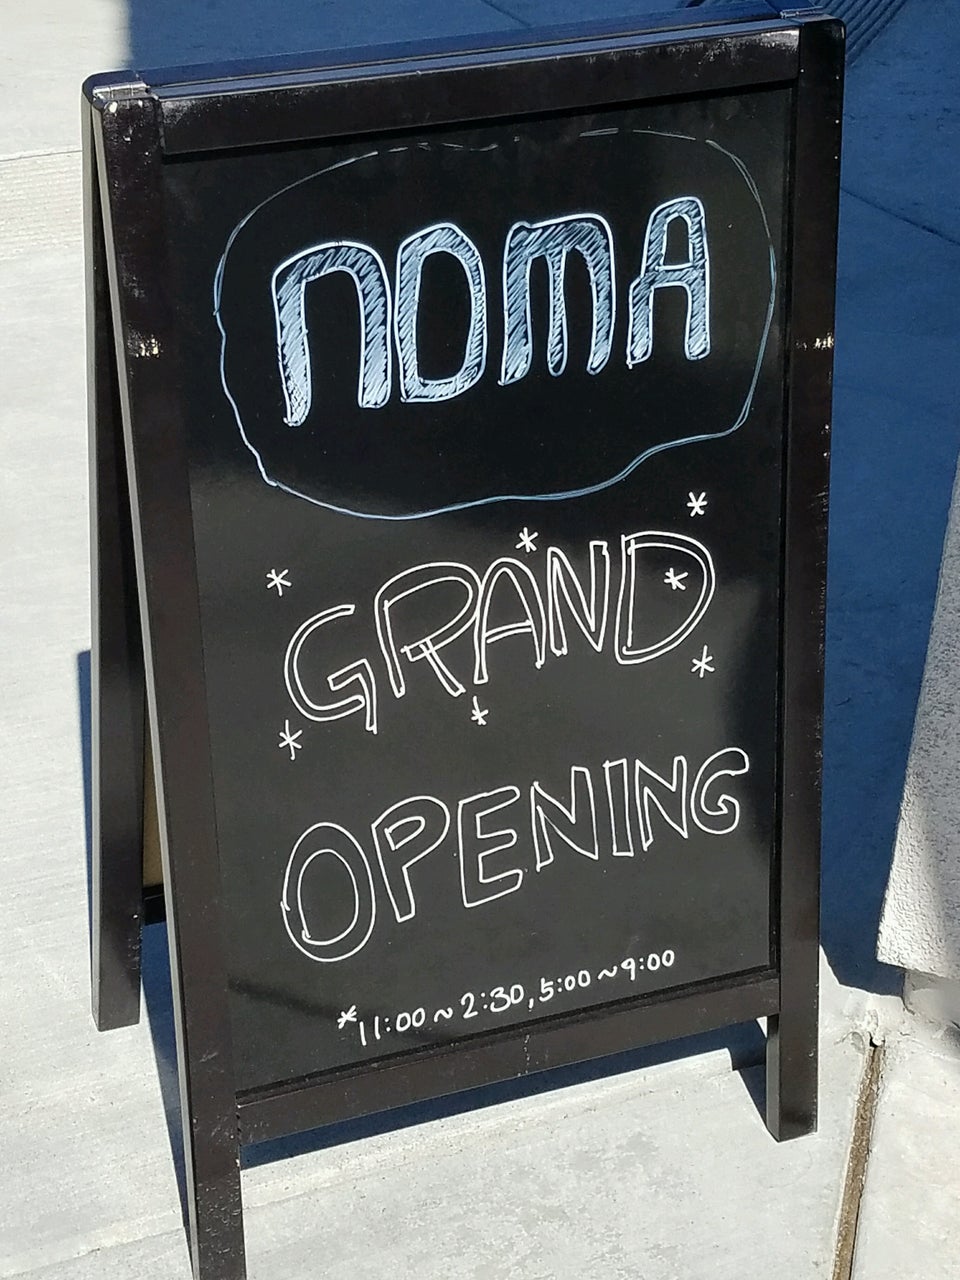 NOMA
GRAND
OPENING
*11:00 ~ 2:30, 5:00 ~ 9:00